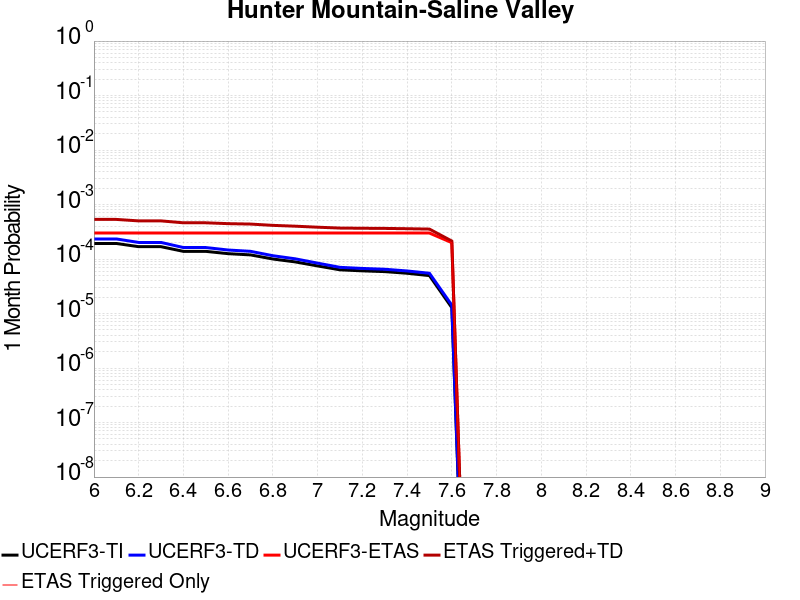 Hunter Mountain-Saline Valley
10^0
10^-1
10^-2
10^-3
10^-4
10^-5
10^-6
10^-7
10^-8
1 Month Probability
6 6.2 6.4 6.6 6.8 7 7.2 7.4 7.6 7.8 8 8.2 8.4 8.6 8.8 9
Magnitude
UCERF3-TI UCERF3-TD UCERF3-ETAS ETAS Triggered+TD
ETAS Triggered Only